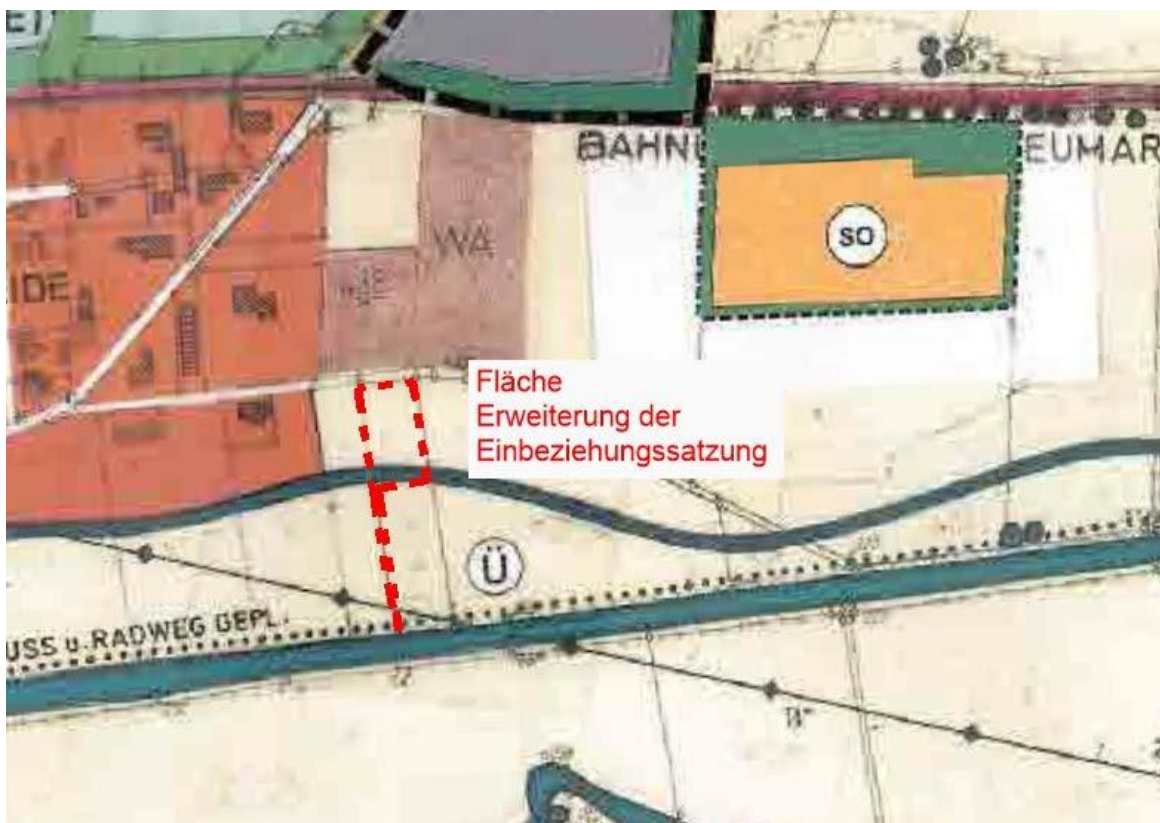 BAHN
EUMAR
SO
WA
IDE
Fläche
Erweiterung der
Einbeziehungssatzung
Ü
USS u. RADWEG GEPL.